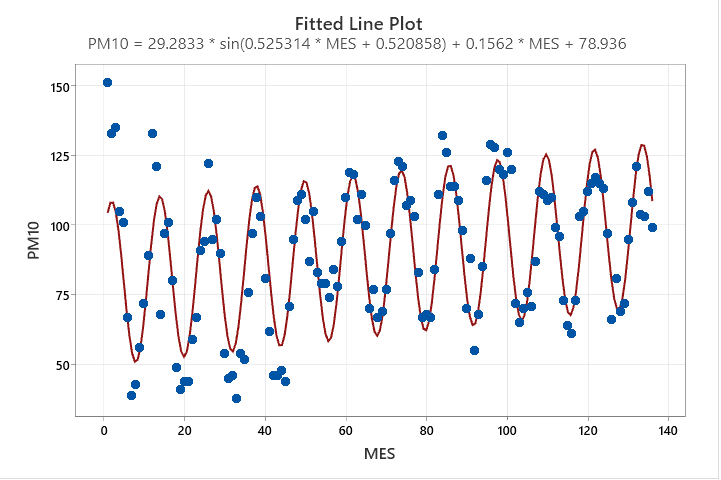 Fitted Line Plot
PM10 = 29.2833 * sin(0.525314 * MES + 0.520858) + 0.1562 * MES + 78.936
150
125
100
75
50
PM10
0 20 40 60 80 100 120 140
MES